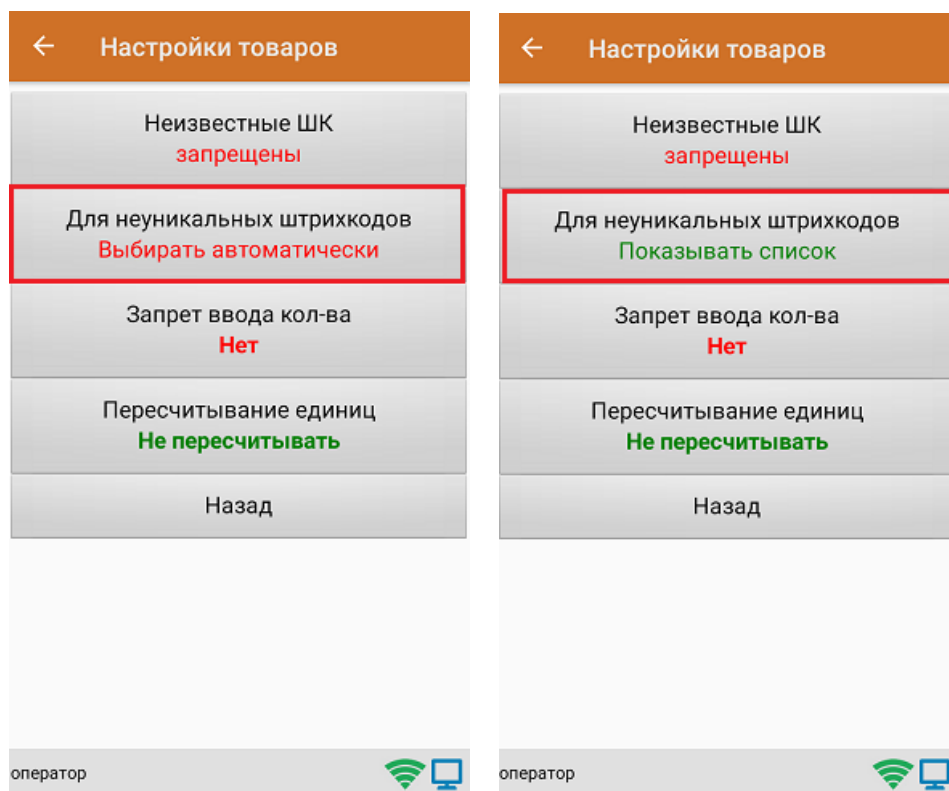 Настройки товаров
Неизвестные ШК
запрещены
Для неуникальных штрихкодов
Выбирать автоматически
Запрет ввода кол-ва
Нет
Пересчитывание единиц
Не пересчитывать
Назад
оператор
Настройки товаров
Неизвестные ШК
запрещены
Для неуникальных штрихкодов
Показывать список
Запрет ввода кол-ва
Нет
Пересчитывание единиц
Не пересчитывать
Назад
оператор